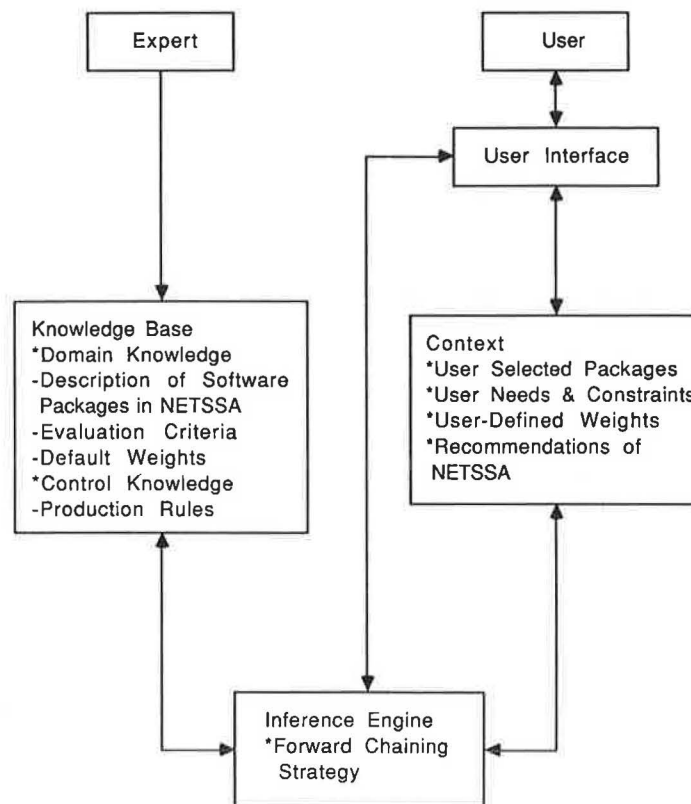 Expert
User
User Interface
Knowledge Base
*Domain Knowledge
-Description of Software
Packages in NETSSA
-Evaluation Criteria
-Default Weights
*Control Knowledge
-Production Rules
Context
*User Selected Packages
*User Needs & Constraints
*User-Defined Weights
*Recommendations of
NETSSA
Inference Engine
*Forward Chaining
Strategy